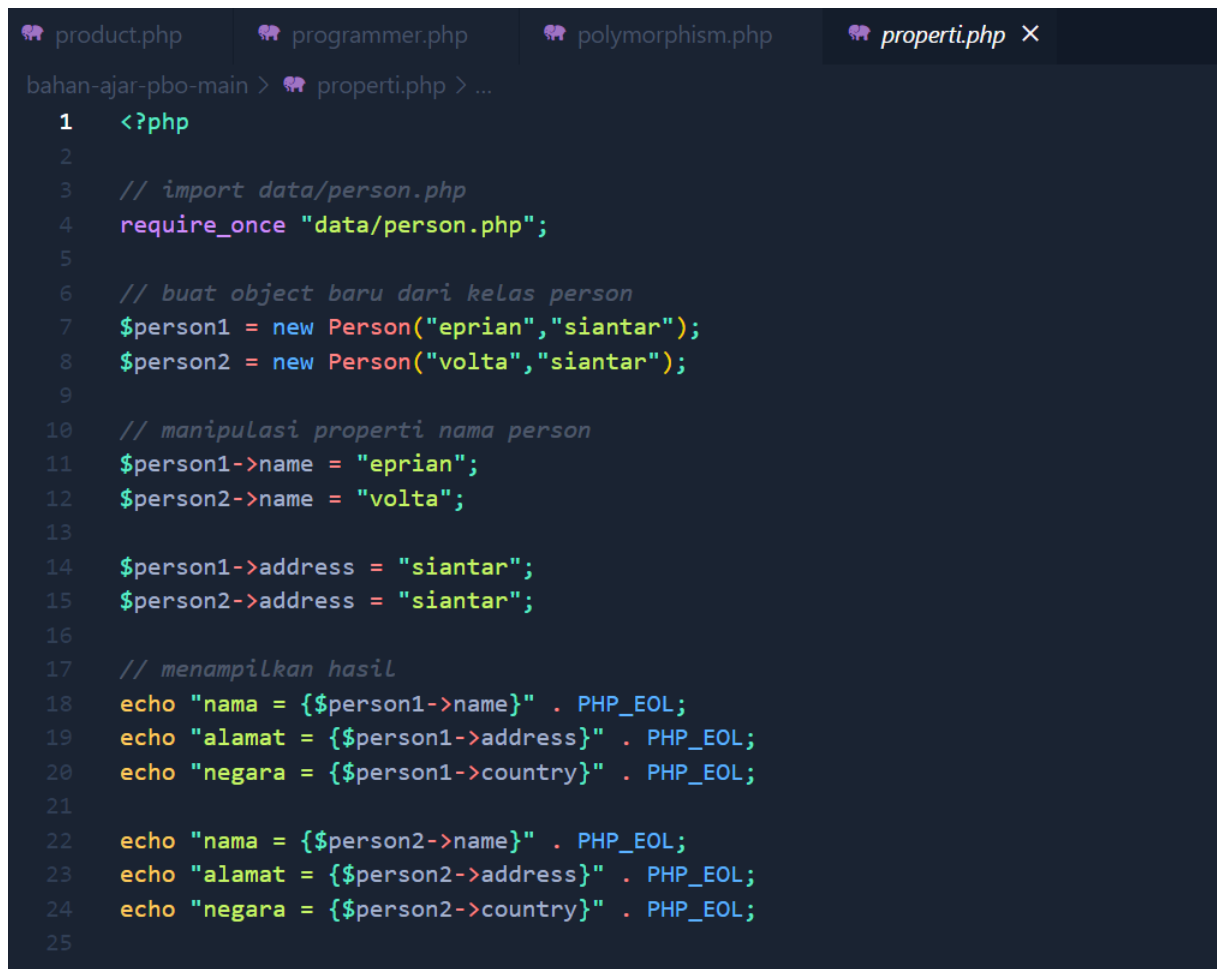 product.php programmer.php polymorphism.php properti.php ×
bahan-ajar-pbo-main > properti.php > ...
1 <?php
2
3 // import data/person.php
4 require_once "data/person.php";
5
6 // buat object baru dari kelas person
7 $person1 = new Person("eprian","siantar");
8 $person2 = new Person("volta","siantar");
9
10 // manipulasi properti nama person
11 $person1->name = "eprian";
12 $person2->name = "volta";
13
14 $person1->address = "siantar";
15 $person2->address = "siantar";
16
17 // menampilkan hasil
18 echo "nama = {$person1->name}" . PHP_EOL;
19 echo "alamat = {$person1->address}" . PHP_EOL;
20 echo "negara = {$person1->country}" . PHP_EOL;
21
22 echo "nama = {$person2->name}" . PHP_EOL;
23 echo "alamat = {$person2->address}" . PHP_EOL;
24 echo "negara = {$person2->country}" . PHP_EOL;
25